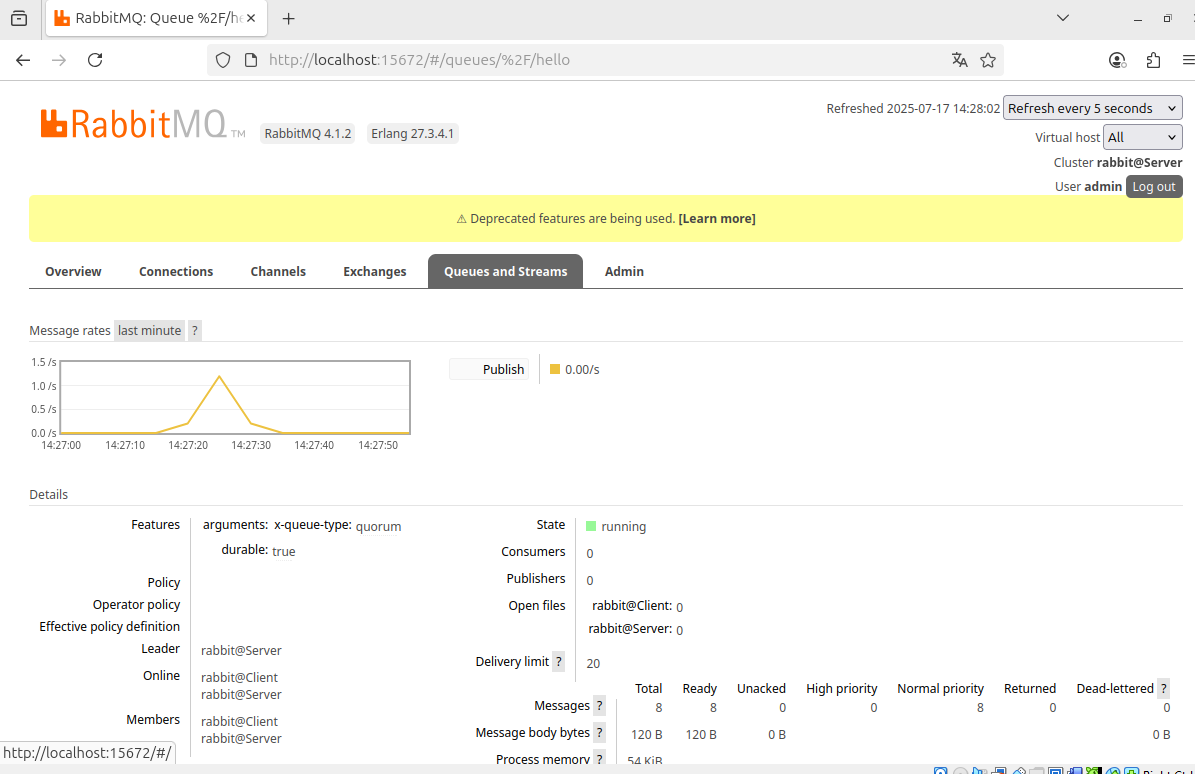 RabbitMQ: Queue %2F/he
http://localhost:15672/#/queues/%2F/hello
RabbitMQ TM
RabbitMQ 4.1.2
Erlang 27.3.4.1
Refreshed 2025-07-17 14:28:02
Refresh every 5 seconds
Virtual host All
Cluster rabbit@Server
User admin Log out
⚠ Deprecated features are being used. [Learn more]
Overview Connections Channels Exchanges Queues and Streams Admin
Message rates last minute ?
1.5 /s
1.0 /s
0.5 /s
0.0 /s
14:27:00 14:27:10 14:27:20 14:27:30 14:27:40 14:27:50
Publish 0.00/s
Details
Features arguments: x-queue-type: quorum
durable: true
Policy
Operator policy
Effective policy definition
Leader rabbit@Server
Online rabbit@Client
rabbit@Server
Members rabbit@Client
rabbit@Server
State running
Consumers 0
Publishers 0
Open files rabbit@Client: 0
rabbit@Server: 0
Delivery limit ? 20
Total Ready Unacked High priority Normal priority Returned Dead-lettered ?
Messages ? 8 8 0 0 8 0 0
Message body bytes ? 120 B 120 B 0 B 0 B
Process memory ? 54 KiB
http://localhost:15672/#/
Right Ctrl